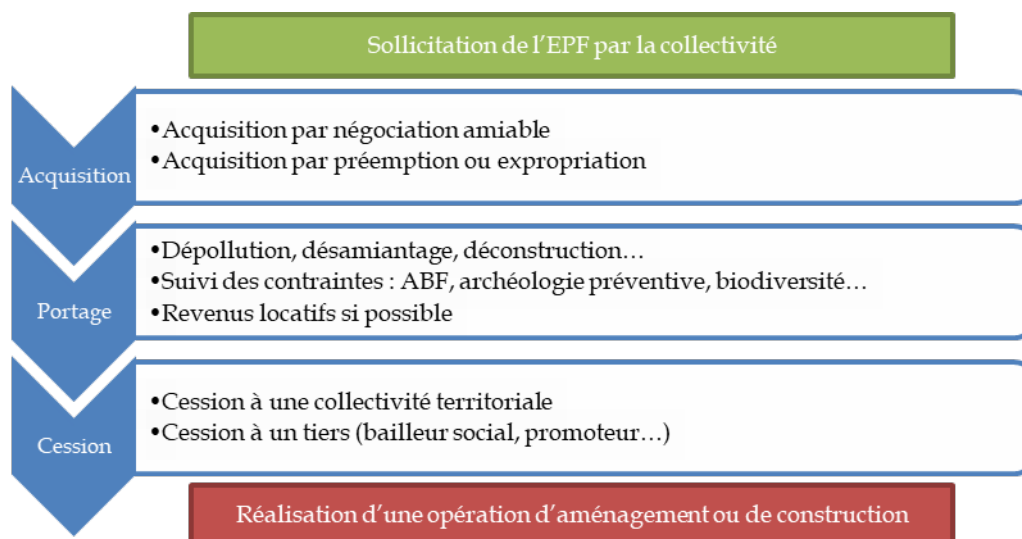 Sollicitation de l’EPF par la collectivité
Acquisition
•Acquisition par négociation amiable
•Acquisition par préemption ou expropriation
Portage
•Dépollution, désamiantage, déconstruction…
•Suivi des contraintes : ABF, archéologie préventive, biodiversité…
•Revenus locatifs si possible
Cession
•Cession à une collectivité territoriale
•Cession à un tiers (bailleur social, promoteur…)
Réalisation d’une opération d’aménagement ou de construction